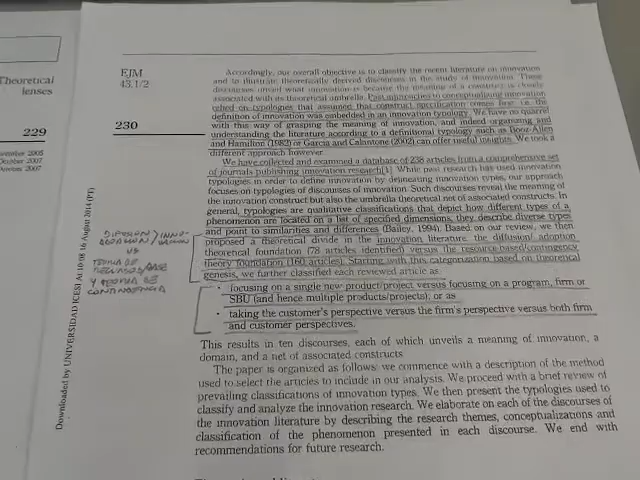 Theoretical
lenses
229
October 2007
EJM
43,1/2
230
Accordingly, our overall objective is to classify the recent literature on innovation
and to illustrate theoretically derived discourses in the study of innovation. These
discourses unveil what innovation is because the meaning of a construct is closely
associated with its theoretical umbrella. Past approaches to conceptualizing innovation
relied on typologies that assumed that construct specification comes first, i.e. the
definition of innovation was embedded in an innovation typology. We have no quarrel
with this way of grasping the meaning of innovation, and indeed organizing and
understanding the literature according to a definitional typology such as Booz-Allen
and Hamilton (1982) or Garcia and Calantone (2002) can offer useful insights. We took a
different approach however.
We have collected and examined a database of 238 articles from a comprehensive set
of journals publishing innovation research[1]. While past research has used innovation
typologies in order to define innovation by delineating innovation types, our approach
focuses on typologies of discourses of innovation. Such discourses reveal the meaning of
the innovation construct but also the umbrella theoretical net of associated constructs. In
general, typologies are qualitative classifications that depict how different types of a
phenomenon are located on a list of specified dimensions; they describe diverse types
and point to similarities and differences (Bailey, 1994). Based on our review, we then
proposed a theoretical divide in the innovation literature: the diffusion/ adoption
theoretical foundation (78 articles identified) versus the resource-based/contingency
theory foundation (160 articles). Starting with this categorization based on theoretical
genesis, we further classified each reviewed article as:
• focusing on a single new product/project versus focusing on a program, firm or
SBU (and hence multiple products/projects); or as
• taking the customer's perspective versus the firm's perspective versus both firm
and customer perspectives.
This results in ten discourses, each of which unveils a meaning of innovation, a
domain, and a net of associated constructs
The paper is organized as follows: we commence with a description of the method
used to select the articles to include in our analysis. We proceed with a brief review of
prevailing classifications of innovation types. We then present the typologies used to
classify and analyze the innovation research. We elaborate on each of the discourses of
the innovation literature by describing the research themes, conceptualizations and
classification of the phenomenon presented in each discourse. We end with
recommendations for future research.
VS
TEORIA DE
Y TEORIA DE
CONTINGENCIA
Downloaded by UNIVERSIDAD ICESI At 10:08 16 August 2014 (PT)